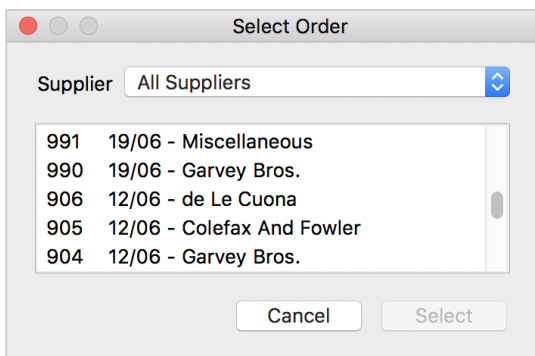 Select Order
Supplier All Suppliers
991 19/06 - Miscellaneous
990 19/06 - Garvey Bros.
906 12/06 - de Le Cuona
905 12/06 - Colefax And Fowler
904 12/06 - Garvey Bros.
Cancel Select